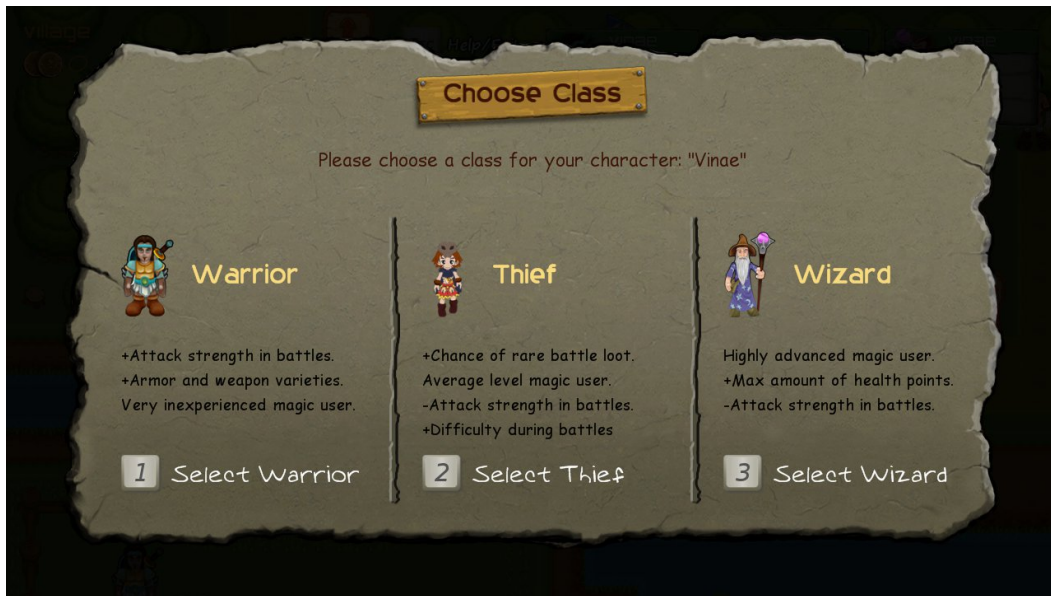 village
Help/
Choose Class
Please choose a class for your character: "Vinae"
Warrior
+Attack strength in battles.
+Armor and weapon varieties.
Very inexperienced magic user.
1 Select Warrior
Thief
+Chance of rare battle loot.
Average level magic user.
-Attack strength in battles.
+Difficulty during battles
2 Select Thief
Wizard
Highly advanced magic user.
+Max amount of health points.
-Attack strength in battles.
3 Select Wizard